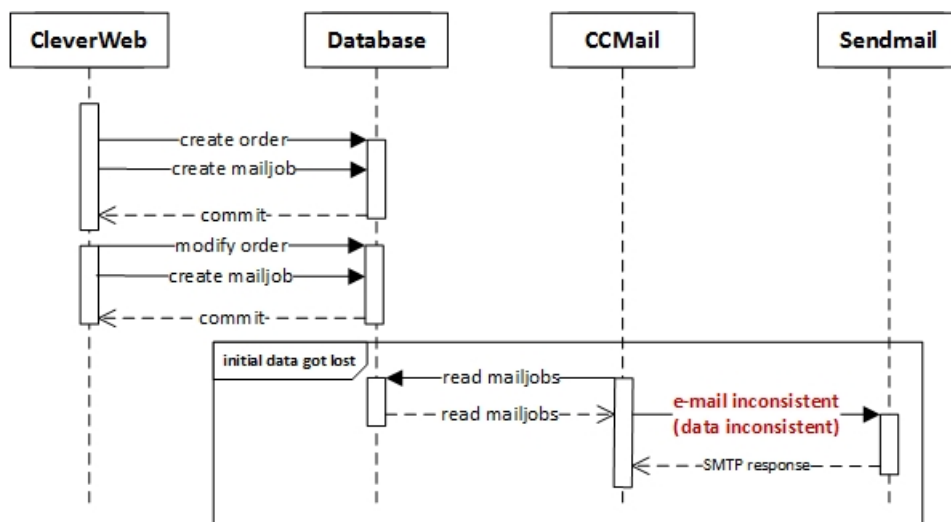 CleverWeb
Database
CCMail
Sendmail
create order
create mailjob
commit
modify order
create mailjob
commit
initial data got lost
read mailjobs
read mailjobs
e-mail inconsistent
(data inconsistent)
SMTP response